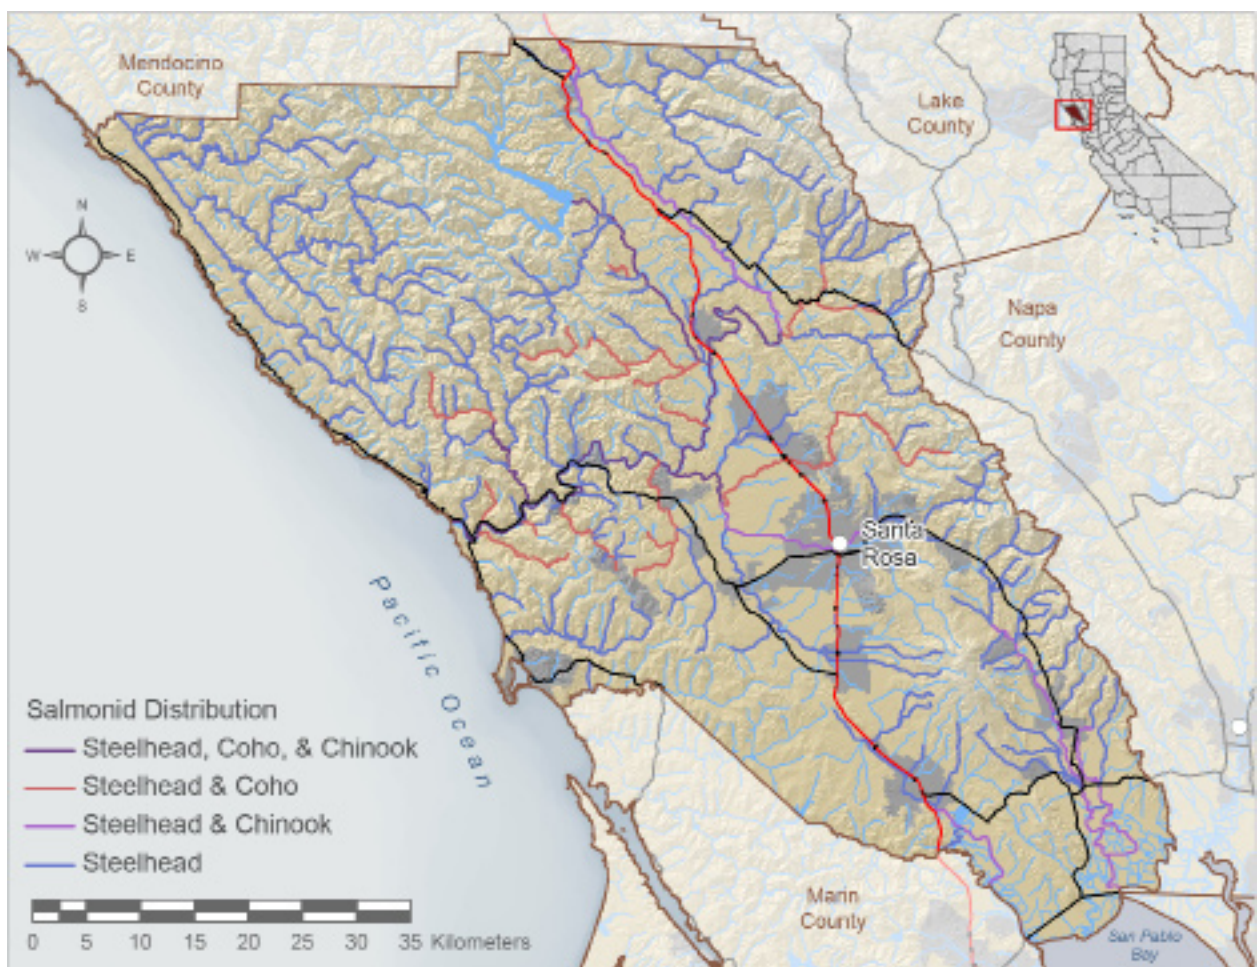 Mendocino
County
Lake
County
N
W
E
S
Napa
County
Santa
Rosa
Pacific Ocean
Salmonid Distribution
Steelhead, Coho, & Chinook
Steelhead & Coho
Steelhead & Chinook
Steelhead
0 5 10 15 20 25 30 35 Kilometers
Marin
County
San Pablo
Bay